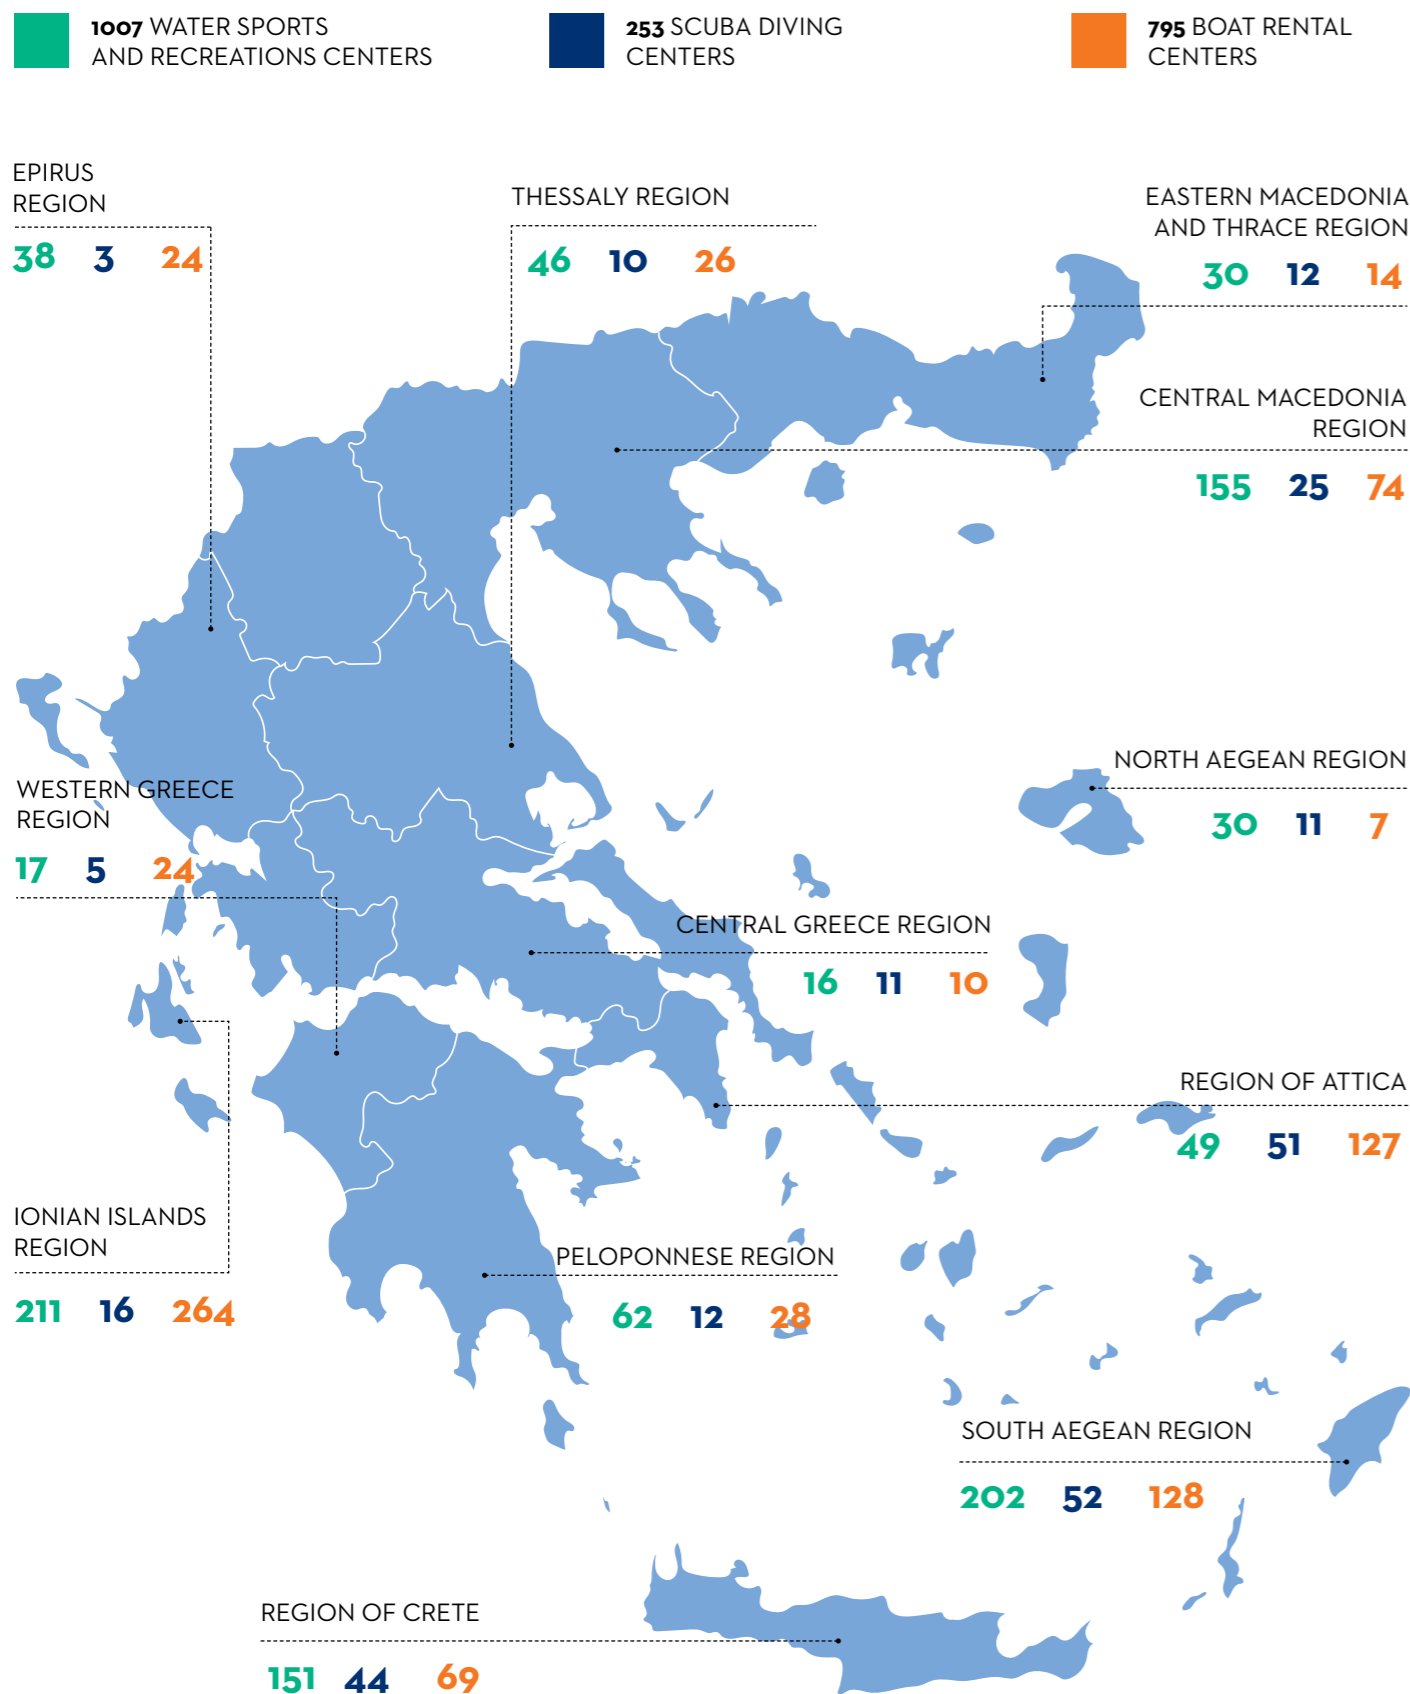 1007 WATER SPORTS
AND RECREATIONS CENTERS
253 SCUBA DIVING
CENTERS
795 BOAT RENTAL
CENTERS
EPIRUS
REGION
38 3 24
THESSALY REGION
46 10 26
EASTERN MACEDONIA
AND THRACE REGION
30 12 14
CENTRAL MACEDONIA
REGION
155 25 74
WESTERN GREECE
REGION
17 5 24
NORTH AEGEAN REGION
30 11 7
CENTRAL GREECE REGION
16 11 10
REGION OF ATTICA
49 51 127
IONIAN ISLANDS
REGION
211 16 264
PELOPONNESE REGION
62 12 28
SOUTH AEGEAN REGION
202 52 128
REGION OF CRETE
151 44 69